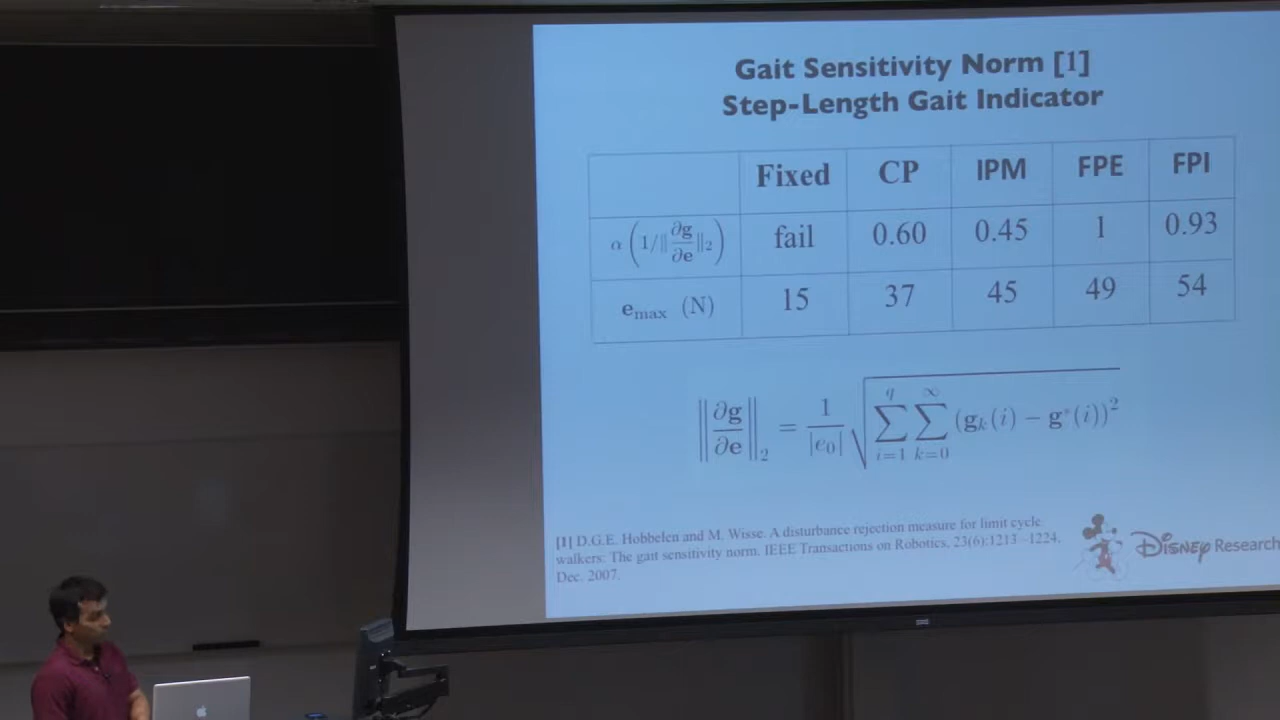 Gait Sensitivity Norm [1]
Step-Length Gait Indicator
Fixed CP IPM FPE FPI
α (1/‖∂g/∂e‖₂) fail 0.60 0.45 1 0.93
e_max (N) 15 37 45 49 54
‖∂g/∂e‖₂ = 1/|e₀| √(∑_{i=1}^{q} ∑_{k=0}^{∞} (g_k(i) − g*(i))²)
[1] D.G.E. Hobbelen and M. Wisse. A disturbance rejection measure for limit cycle
walkers: The gait sensitivity norm. IEEE Transactions on Robotics, 23(6):1213–1224,
Dec. 2007.
Disney Research